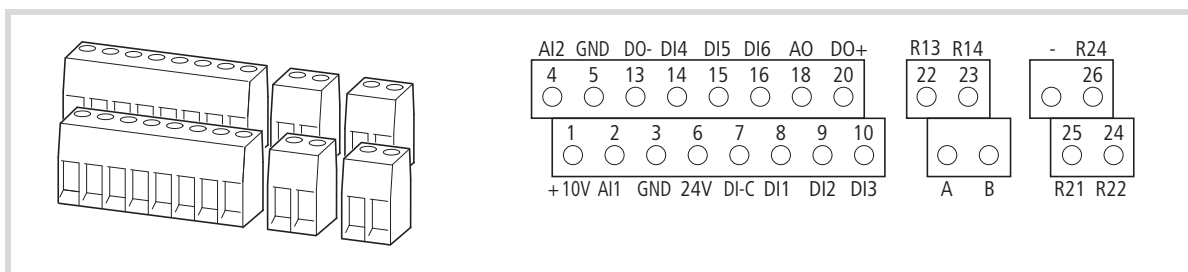 AI2 GND DO- DI4 DI5 DI6 AO DO+ R13 R14 - R24
4 5 13 14 15 16 18 20 22 23 26
1 2 3 6 7 8 9 10 25 24
+10V AI1 GND 24V DI-C DI1 DI2 DI3 A B R21 R22